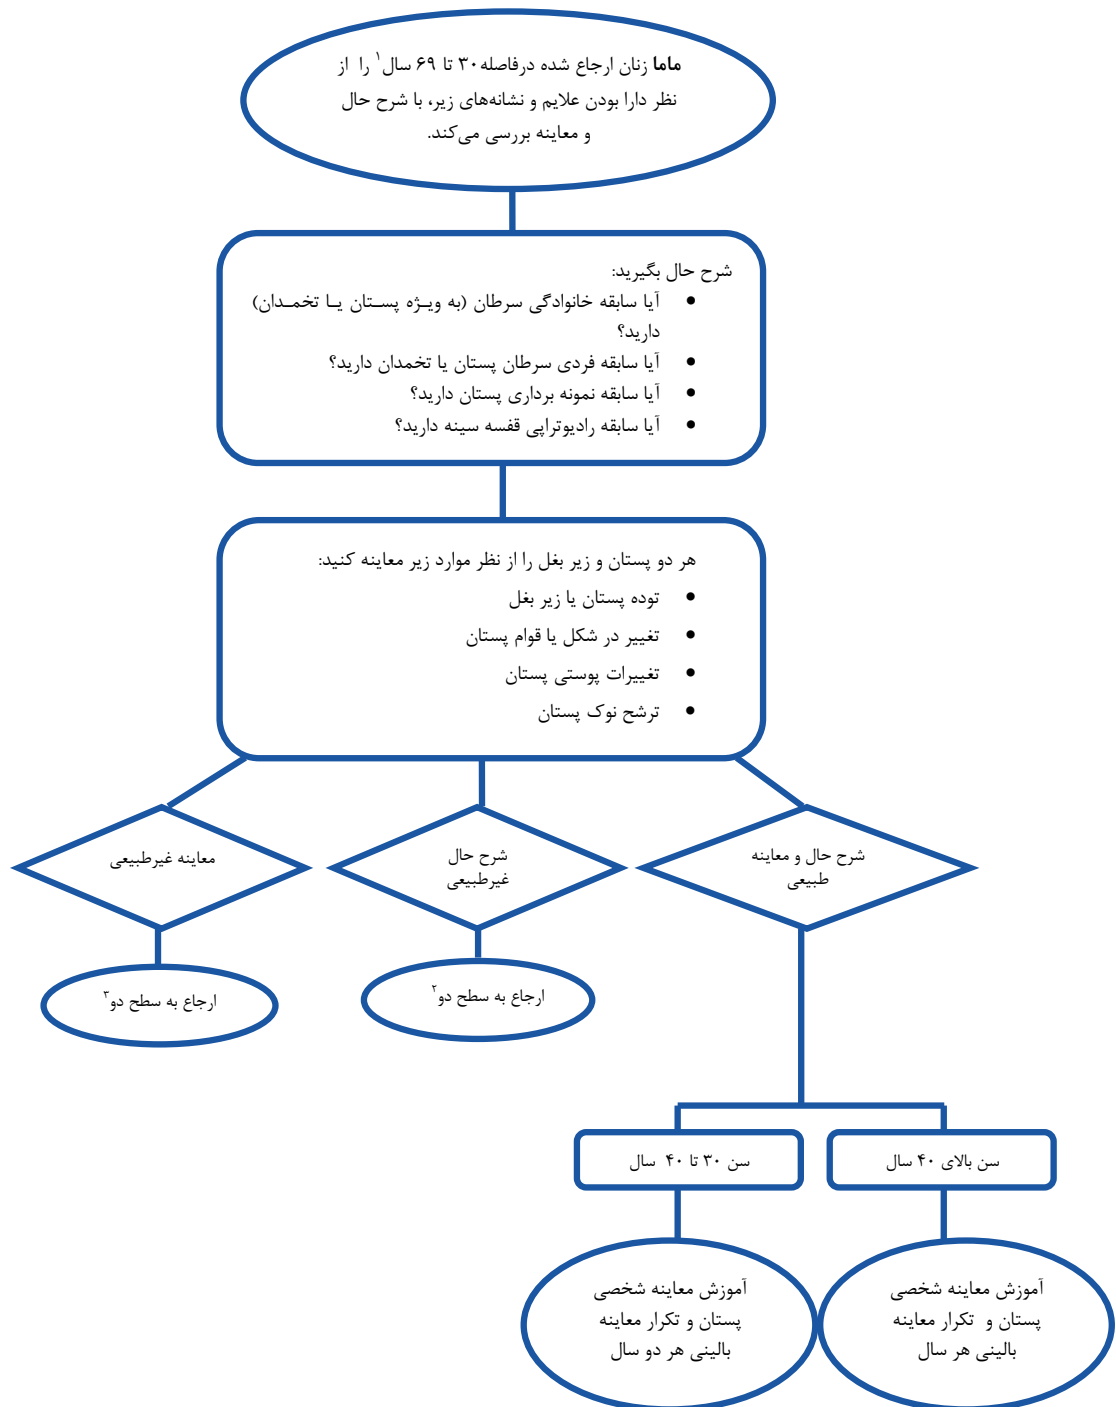 ماما زنان ارجاع شده درفاصله۳۰ تا ۶۹ سال۱ را از
نظر دارا بودن علایم و نشانه‌های زیر، با شرح حال
و معاینه بررسی می‌کند.
شرح حال بگیرید:
• آیا سابقه خانوادگی سرطان (به ویـژه پسـتان یـا تخمـدان)
دارید؟
• آیا سابقه فردی سرطان پستان یا تخمدان دارید؟
• آیا سابقه نمونه برداری پستان دارید؟
• آیا سابقه رادیوتراپی قفسه سینه دارید؟
هر دو پستان و زیر بغل را از نظر موارد زیر معاینه کنید:
• توده پستان یا زیر بغل
• تغییر در شکل یا قوام پستان
• تغییرات پوستی پستان
• ترشح نوک پستان
شرح حال و معاینه
طبیعی
شرح حال
غیرطبیعی
معاینه غیرطبیعی
ارجاع به سطح دو۲
ارجاع به سطح دو۳
سن بالای ۴۰ سال
سن ۳۰ تا ۴۰ سال
آموزش معاینه شخصی
پستان و تکرار معاینه
بالینی هر سال
آموزش معاینه شخصی
پستان و تکرار معاینه
بالینی هر دو سال